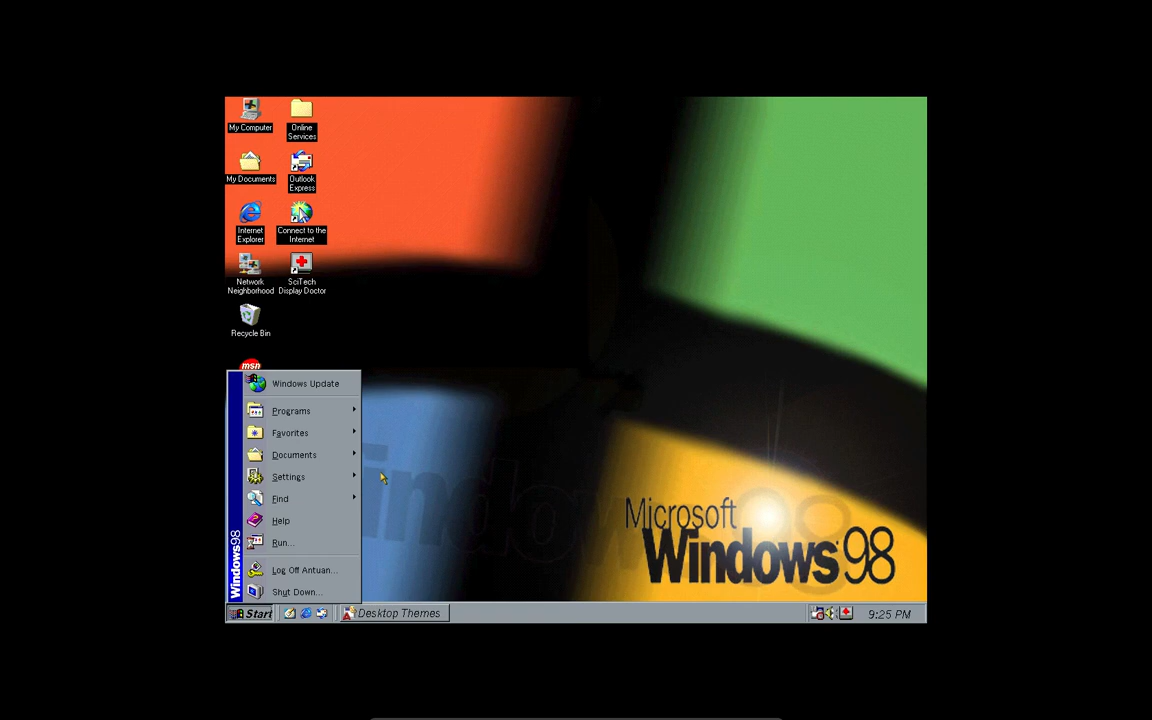 My Computer
Online
Services
My Documents
Outlook
Express
Internet
Explorer
Connect to the
Internet
Network
Neighborhood
SciTech
Display Doctor
Recycle Bin
msn
Windows Update
Programs
Favorites
Documents
Settings
Find
Help
Run...
Log Off Antuan...
Shut Down...
Windows98
Microsoft
Windows 98
Start
Desktop Themes
9:25 PM